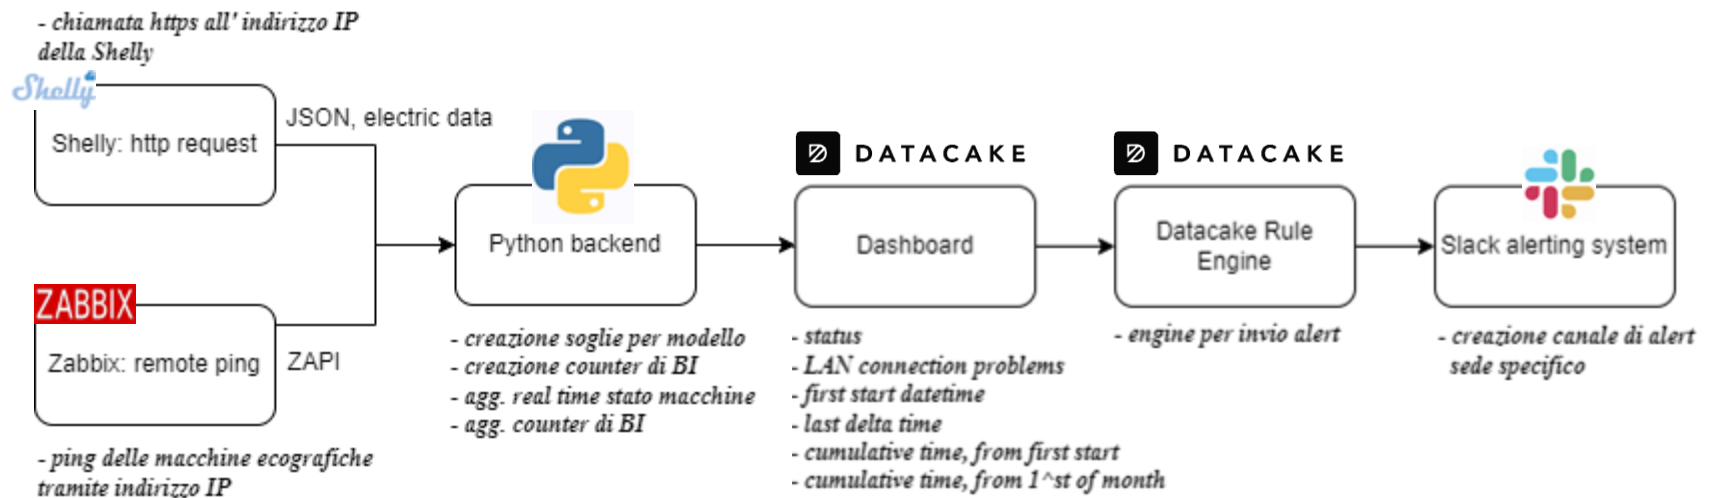 - chiamata https all' indirizzo IP
della Shelly
Shelly
Shelly: http request
JSON, electric data
ZABBIX
Zabbix: remote ping
ZAPI
- ping delle macchine ecografiche
tramite indirizzo IP
Python backend
- creazione soglie per modello
- creazione counter di BI
- agg. real time stato macchine
- agg. counter di BI
DATACAKE
Dashboard
- status
- LAN connection problems
- first start datetime
- last delta time
- cumulative time, from first start
- cumulative time, from 1^st of month
DATACAKE
Datacake Rule
Engine
- engine per invio alert
Slack alerting system
- creazione canale di alert
sede specifico